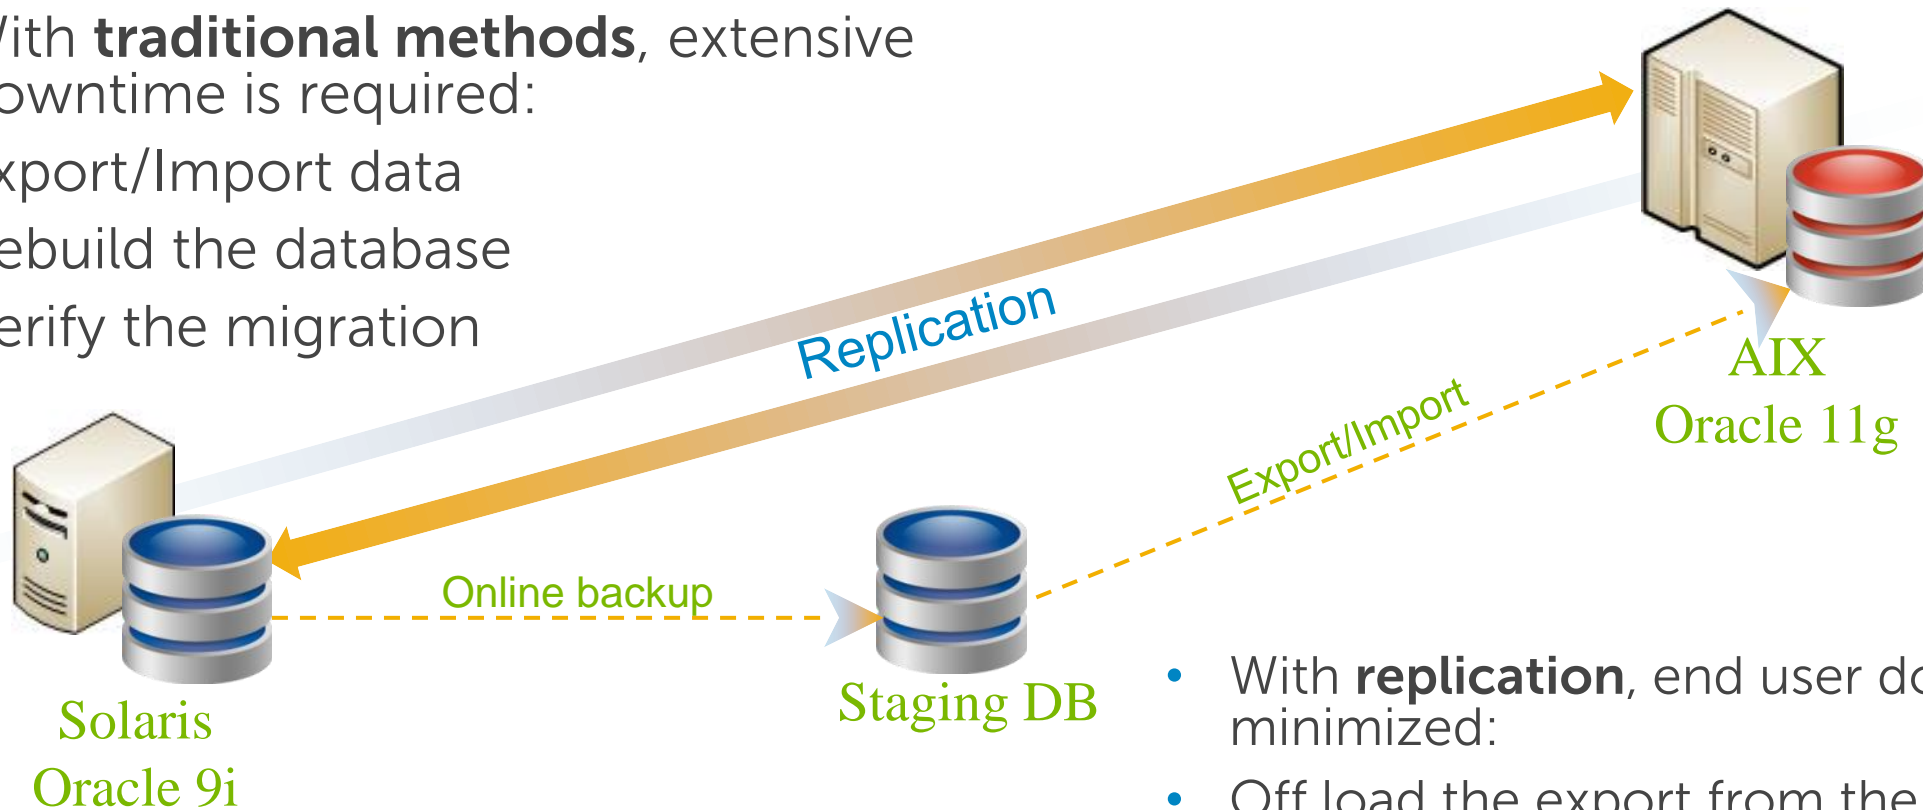 With traditional methods, extensive
owntime is required:
xport/Import data
ebuild the database
erify the migration
Replication
AIX
Oracle 11g
Export/Import
Online backup
Staging DB
Solaris
Oracle 9i
• With replication, end user do
minimized:
• Off load the export from the